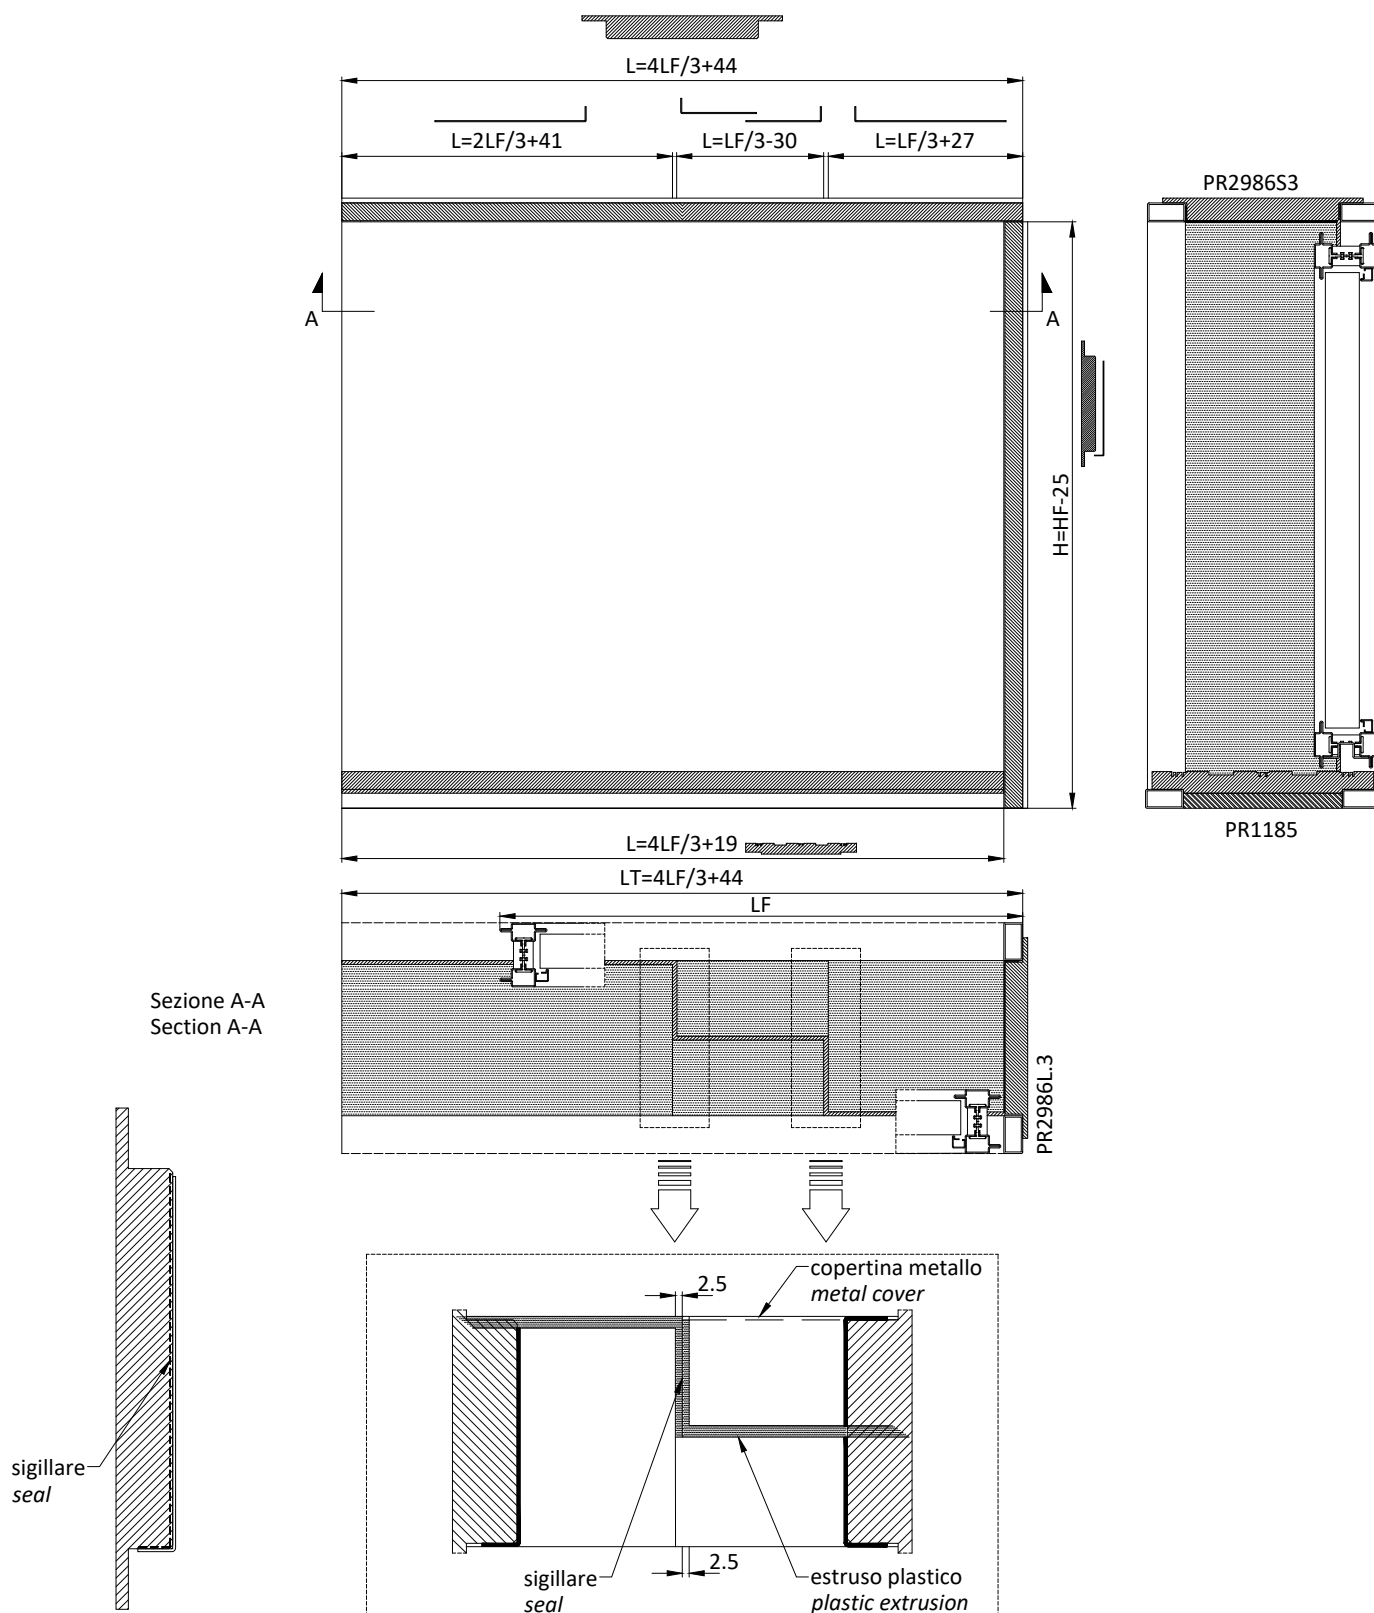 L=4LF/3+44
L=2LF/3+41
L=LF/3-30
L=LF/3+27
PR2986S3
A
A
H=HF-25
PR1185
L=4LF/3+19
LT=4LF/3+44
LF
Sezione A-A
Section A-A
PR2986L.3
copertina metallo
metal cover
2.5
sigillare
seal
2.5
sigillare
seal
estruso plastico
plastic extrusion